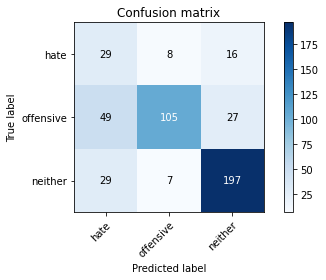 Confusion matrix
hate 29 8 16
offensive 49 105 27
neither 29 7 197
hate offensive neither
True label
Predicted label
175
150
125
100
75
50
25